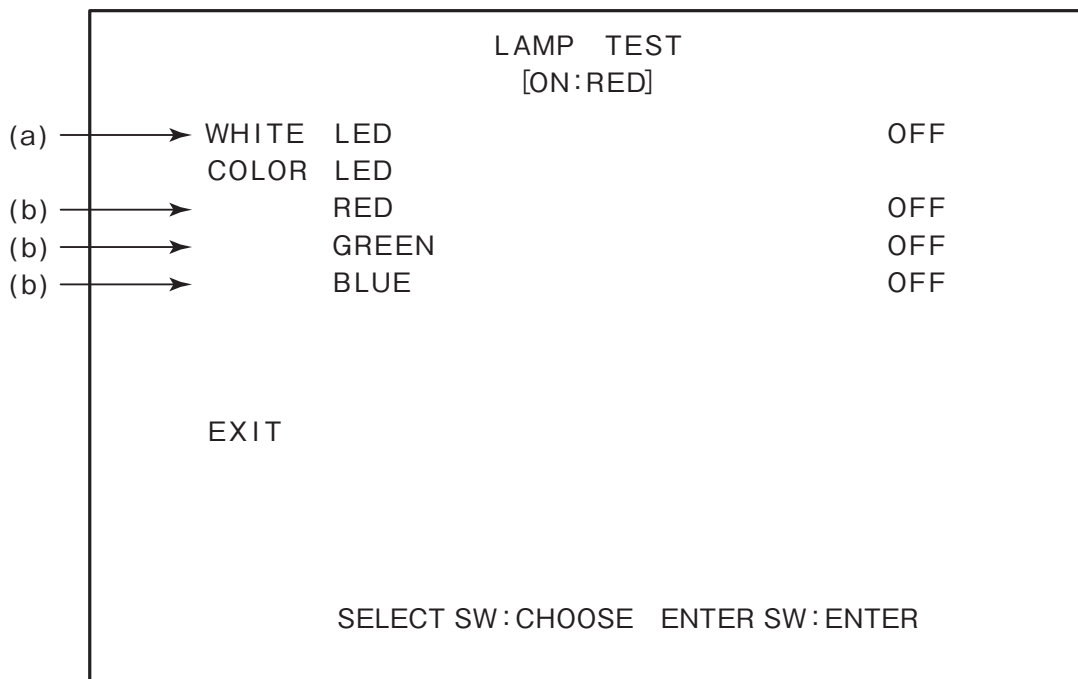 LAMP TEST
[ON:RED]
(a) WHITE LED OFF
COLOR LED
(b) RED OFF
(b) GREEN OFF
(b) BLUE OFF
EXIT
SELECT SW:CHOOSE ENTER SW:ENTER